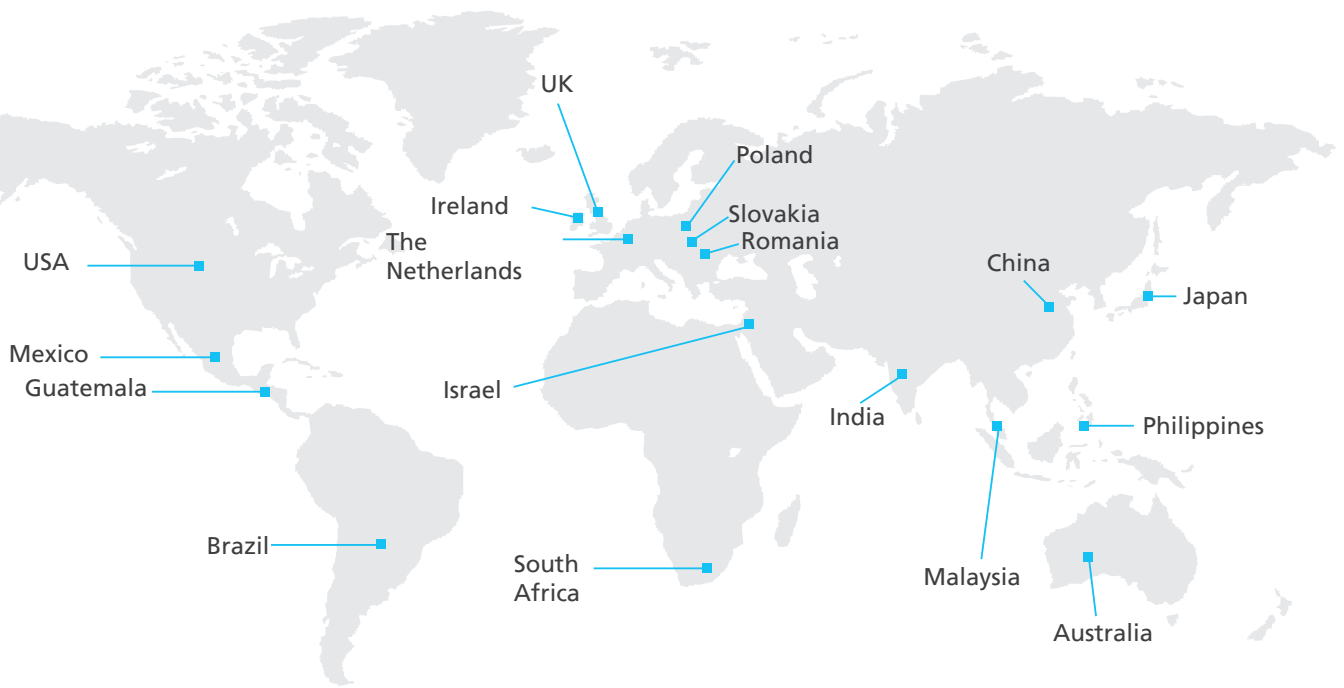 UK
Poland
Ireland
Slovakia
The
Netherlands
Romania
USA
China
Japan
Mexico
Guatemala
Israel
India
Philippines
Brazil
South
Africa
Malaysia
Australia